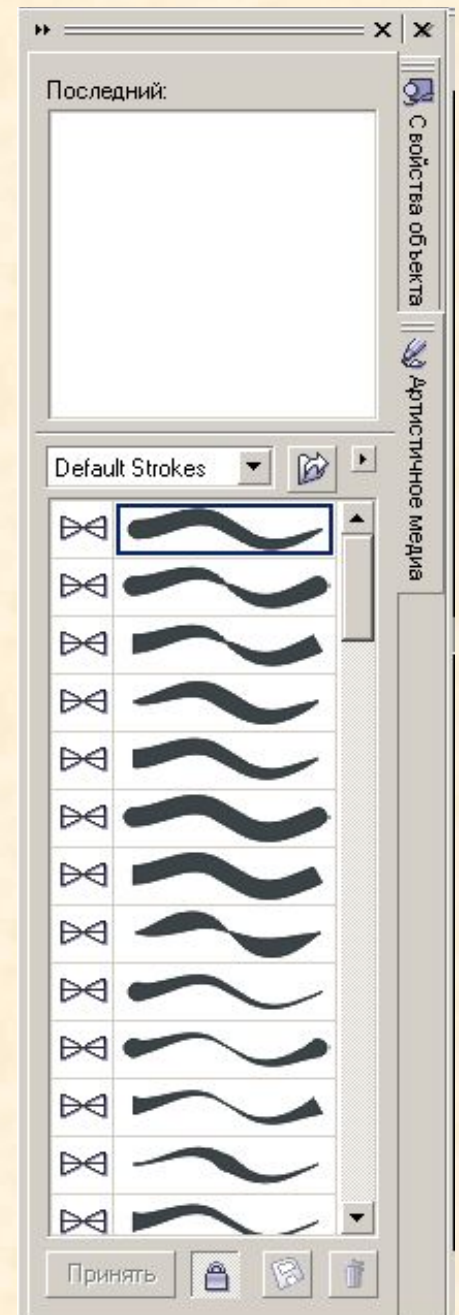 Последний:
Свойства объекта
Артистичное медиа
Default Strokes
Принять